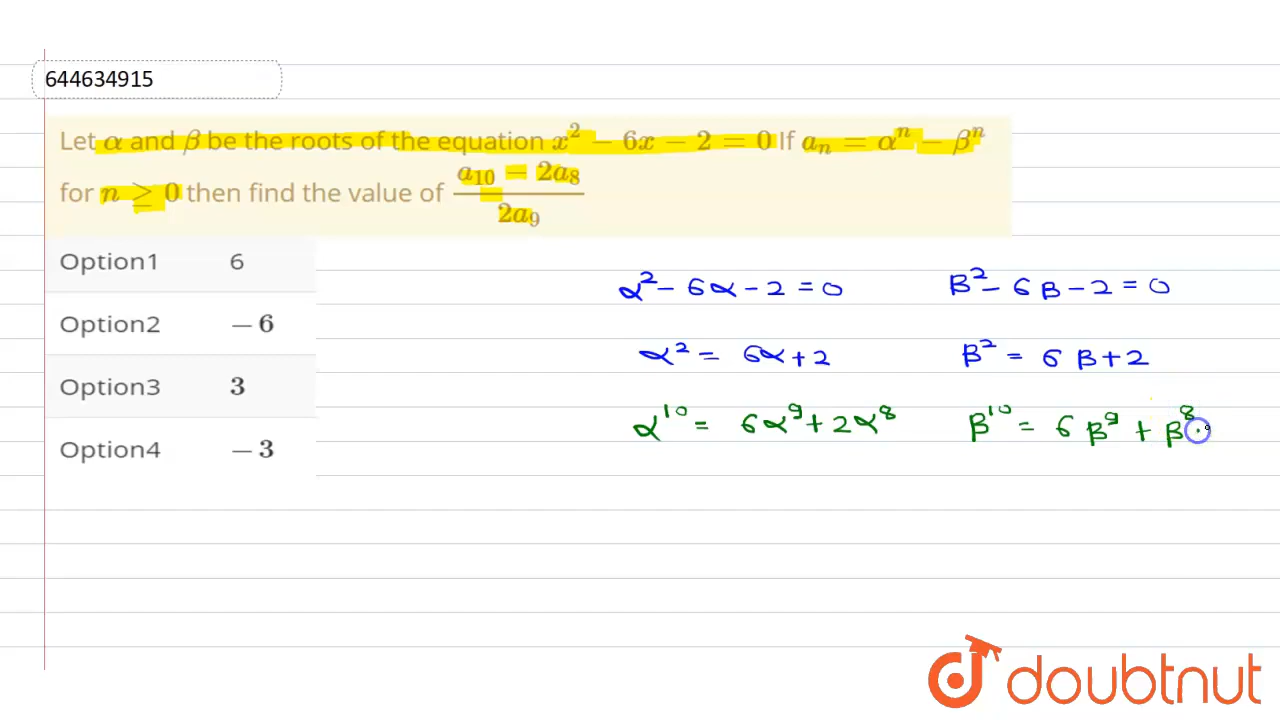 644634915
Let α and β be the roots of the equation x² − 6x − 2 = 0 If aₙ = αⁿ − βⁿ
for n ≥ 0 then find the value of (a₁₀ − 2a₈)/(2a₉)
Option1 6
Option2 − 6
Option3 3
Option4 − 3
α² − 6α − 2 = 0 β² − 6β − 2 = 0
α² = 6α + 2 β² = 6β + 2
α¹⁰ = 6α⁹ + 2α⁸ β¹⁰ = 6β⁹ + β⁸
doubtnut